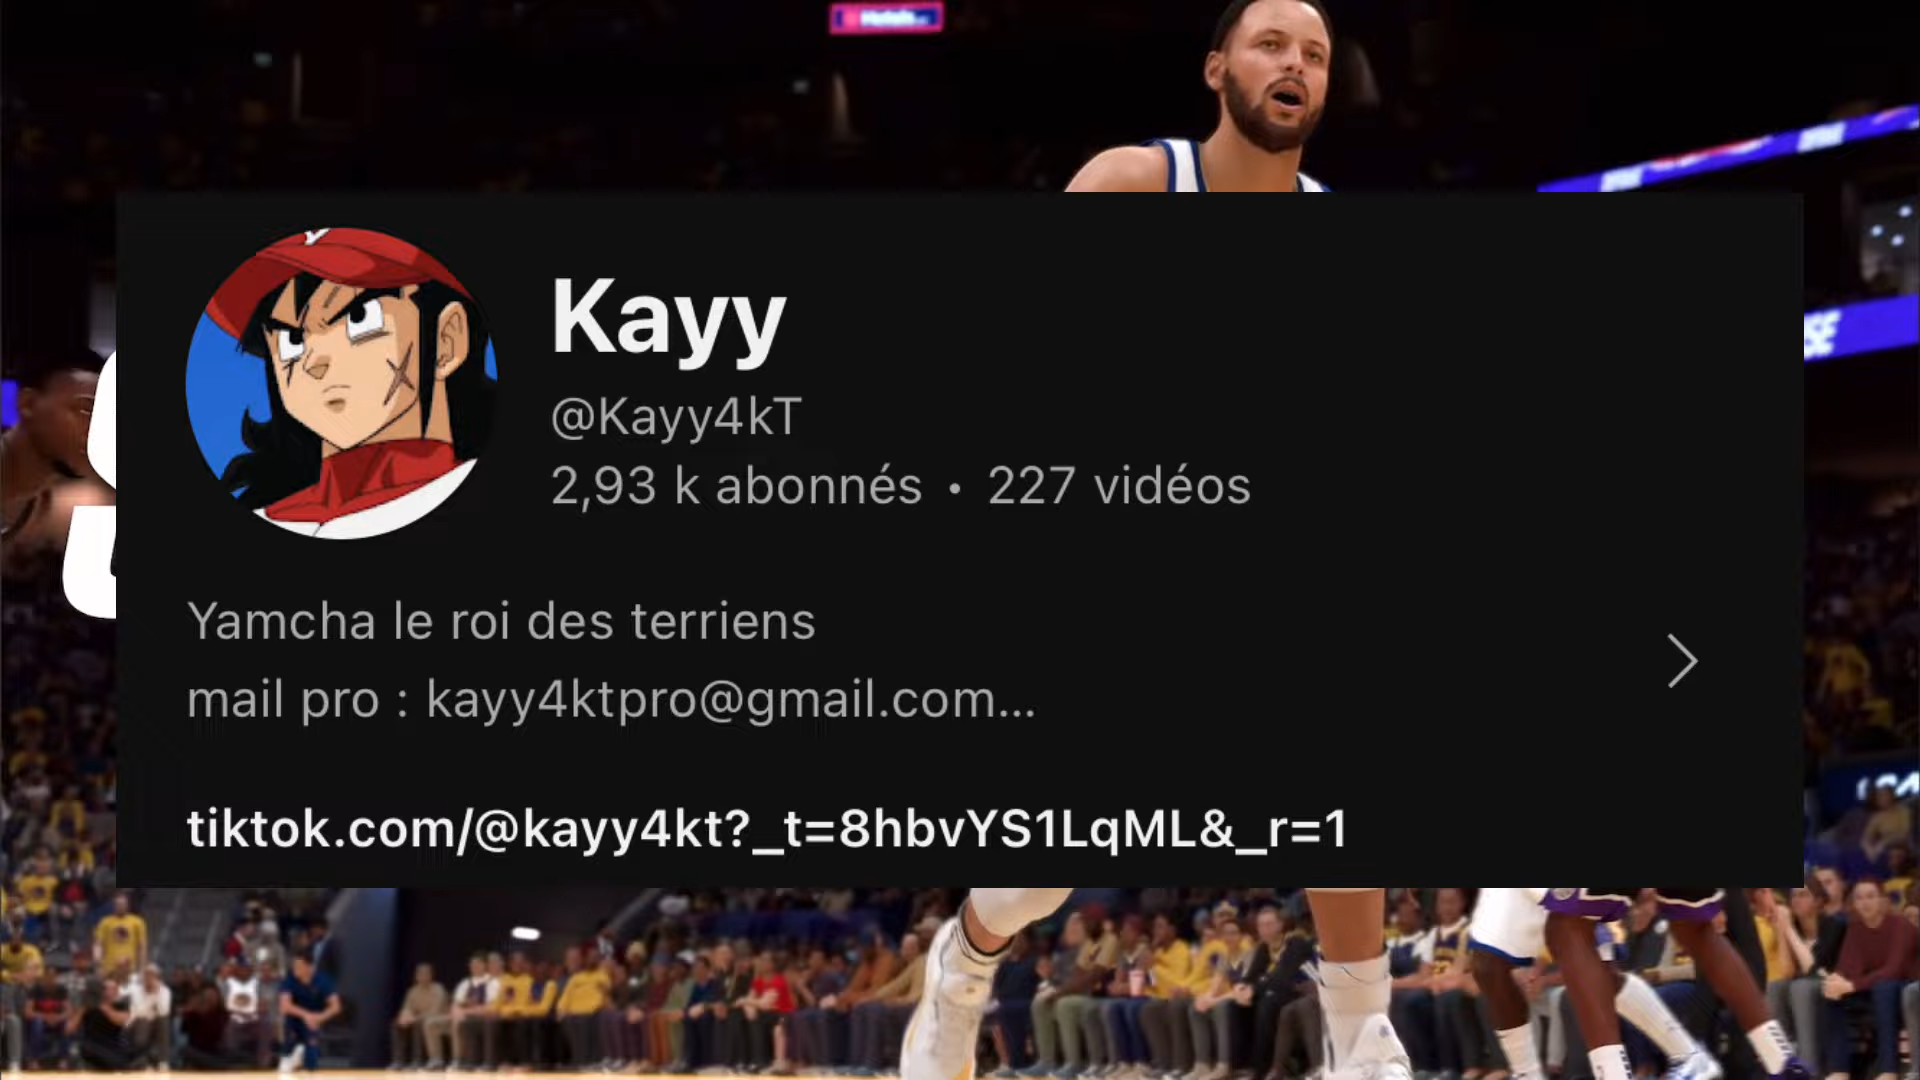 Kayy
@Kayy4kT
2,93 k abonnés • 227 vidéos
Yamcha le roi des terriens
mail pro : kayy4ktpro@gmail.com...
tiktok.com/@kayy4kt?_t=8hbvYS1LqML&_r=1